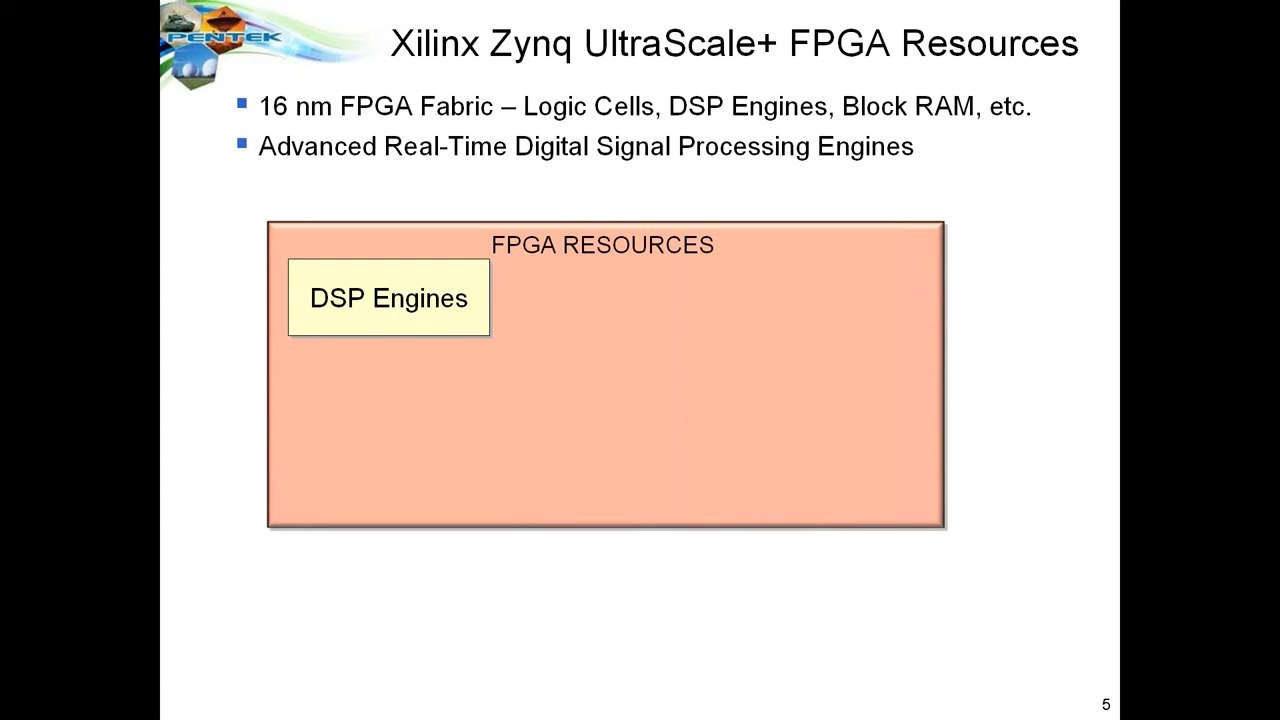 PENTEK
Xilinx Zynq UltraScale+ FPGA Resources
16 nm FPGA Fabric – Logic Cells, DSP Engines, Block RAM, etc.
Advanced Real-Time Digital Signal Processing Engines
FPGA RESOURCES
DSP Engines
5